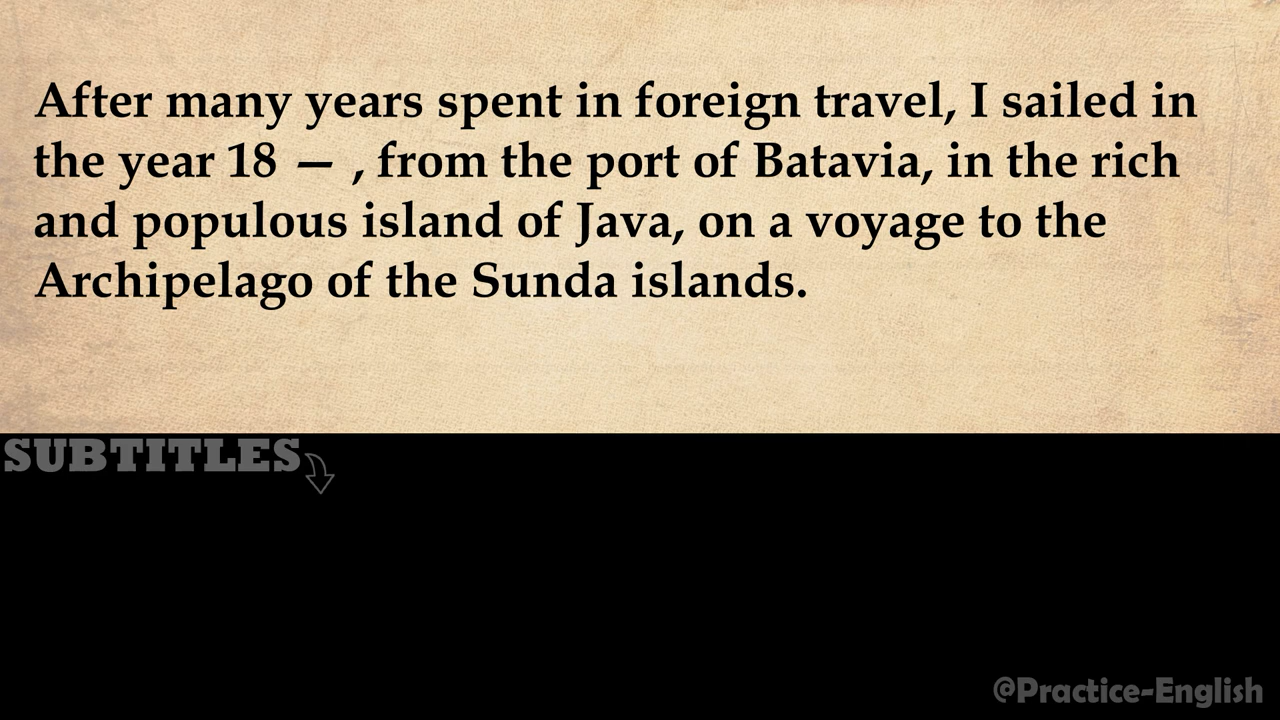 After many years spent in foreign travel, I sailed in
the year 18 — , from the port of Batavia, in the rich
and populous island of Java, on a voyage to the
Archipelago of the Sunda islands.
SUBTITLES
@Practice-English